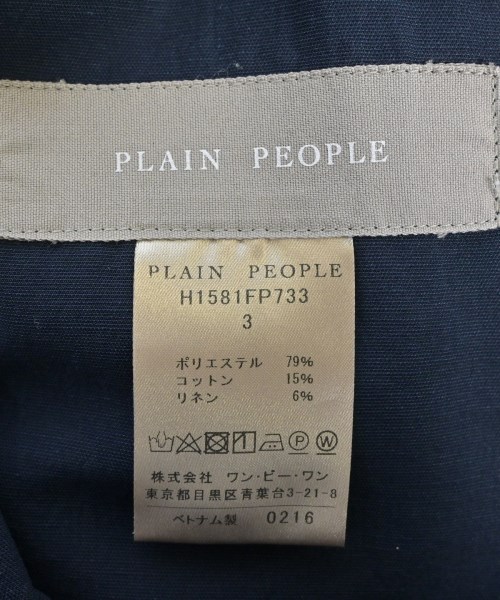 PLAIN PEOPLE
PLAIN PEOPLE
H1581FP733
3
ポリエステル 79%
コットン 15%
リネン 6%
P W
株式会社 ワン・ビー・ワン
東京都目黒区青葉台3-21-8
ベトナム製 0216